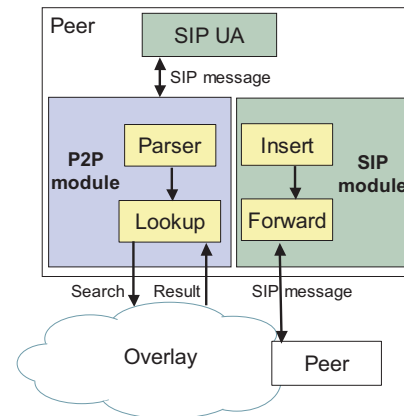 Peer
SIP UA
SIP message
P2P
module
Parser
Lookup
Insert
Forward
SIP
module
Search
Result
SIP message
Overlay
Peer